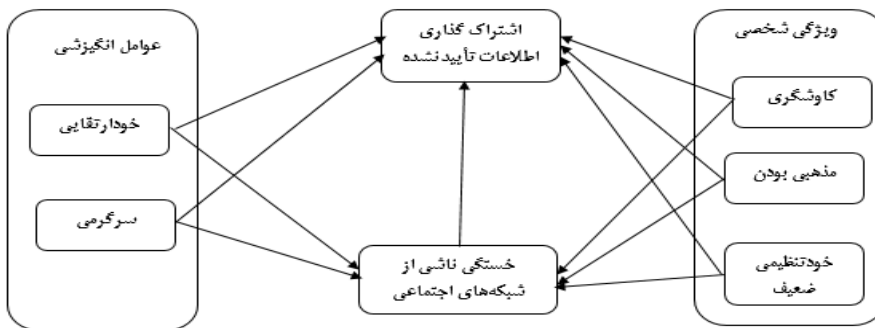 ویژگی شخصی
کاوشگری
مذهبی بودن
خودتنظیمی
ضعیف
اشتراک گذاری
اطلاعات تأیید نشده
خستگی ناشی از
شبکه‌های اجتماعی
عوامل انگیزشی
خودارتقایی
سرگرمی